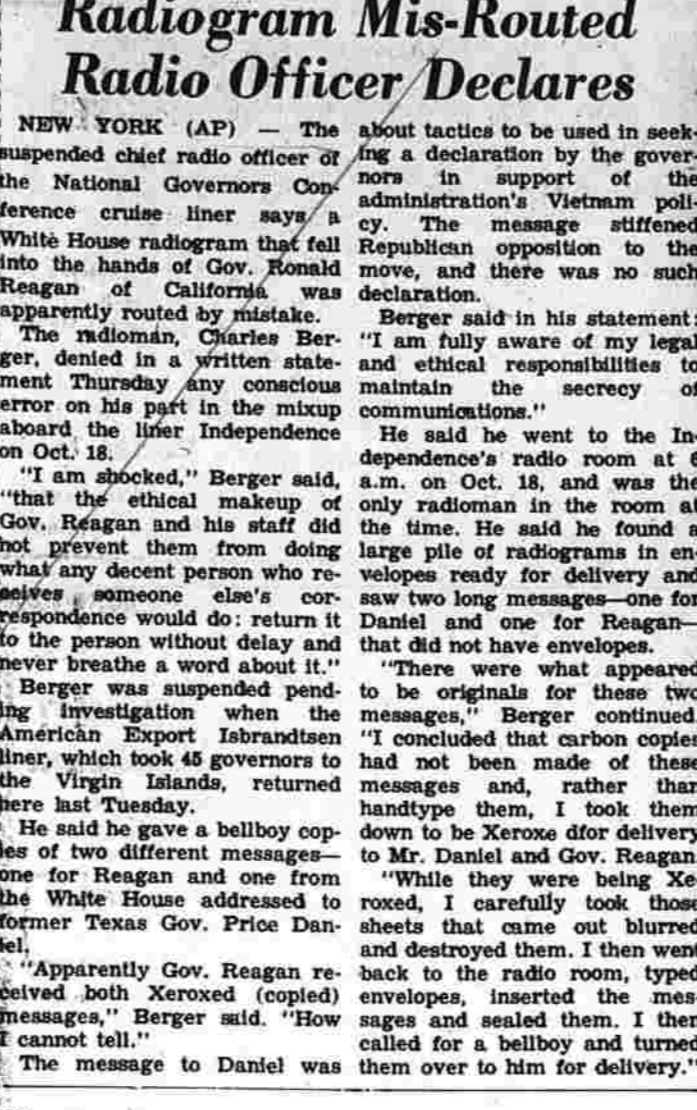 Radiogram Mis-Routed
Radio Officer Declares
NEW YORK (AP) — The
suspended chief radio officer of
the National Governors Con-
ference cruise liner says a
White House radiogram that fell
into the hands of Gov. Ronald
Reagan of California was
apparently routed by mistake.
The radioman, Charles Ber-
ger, denied in a written state-
ment Thursday any conscious
error on his part in the mixup
aboard the liner Independence
on Oct. 18.
"I am shocked," Berger said,
"that the ethical makeup of
Gov. Reagan and his staff did
not prevent them from doing
what any decent person who re-
ceives someone else's cor-
respondence would do: return it
to the person without delay and
never breathe a word about it."
Berger was suspended pend-
ing investigation when the
American Export Isbrandtsen
liner, which took 45 governors to
the Virgin Islands, returned
here last Tuesday.
He said he gave a bellboy cop-
ies of two different messages—
one for Reagan and one from
the White House addressed to
former Texas Gov. Price Dan-
iel.
"Apparently Gov. Reagan re-
ceived both Xeroxed (copied)
messages," Berger said. "How
I cannot tell."
The message to Daniel was
about tactics to be used in seek-
ing a declaration by the gover-
nors in support of the
administration's Vietnam poli-
cy. The message stiffened
Republican opposition to the
move, and there was no such
declaration.
Berger said in his statement:
"I am fully aware of my legal
and ethical responsibilities to
maintain the secrecy of
communications."
He said he went to the In-
dependence's radio room at 6
a.m. on Oct. 18, and was the
only radioman in the room at
the time. He said he found a
large pile of radiograms in en-
velopes ready for delivery and
saw two long messages—one for
Daniel and one for Reagan—
that did not have envelopes.
"There were what appeared
to be originals for these two
messages," Berger continued.
"I concluded that carbon copies
had not been made of these
messages and, rather than
handtype them, I took them
down to be Xeroxe dfor delivery
to Mr. Daniel and Gov. Reagan.
"While they were being Xe-
roxed, I carefully took those
sheets that came out blurred
and destroyed them. I then went
back to the radio room, typed
envelopes, inserted the mes-
sages and sealed them. I then
called for a bellboy and turned
them over to him for delivery."